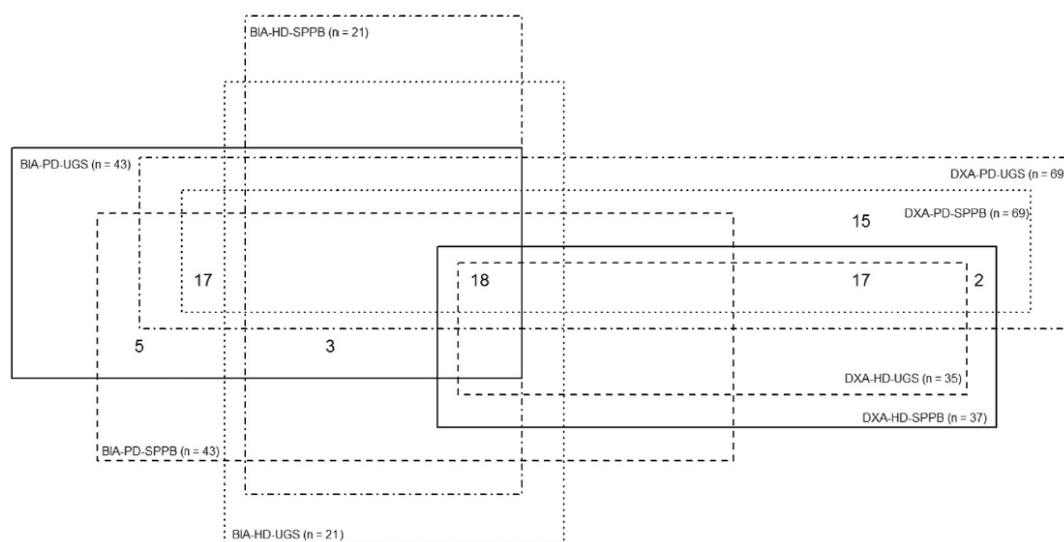 BIA-HD-SPPB (n = 21)
BIA-PD-UGS (n = 43)
DXA-PD-UGS (n = 69)
DXA-PD-SPPB (n = 69)
15
17
18
17
2
5
3
DXA-HD-UGS (n = 35)
DXA-HD-SPPB (n = 37)
BIA-PD-SPPB (n = 43)
BIA-HD-UGS (n = 21)